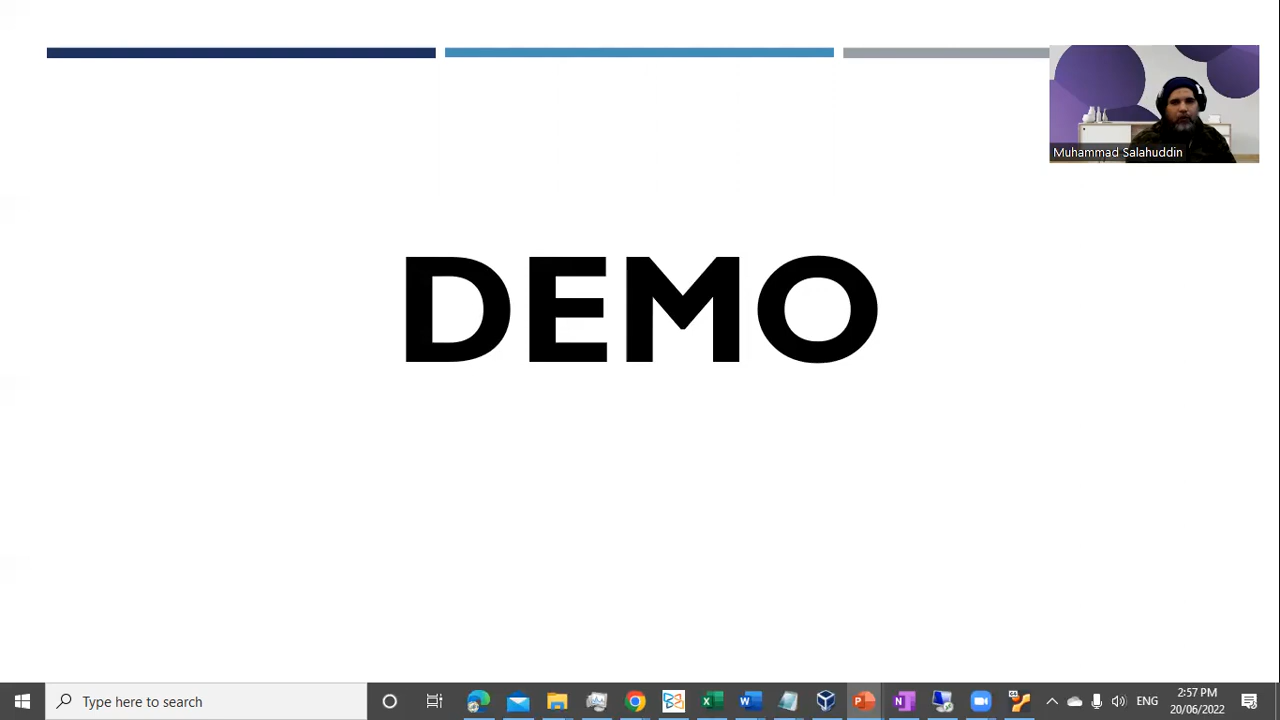 Muhammad Salahuddin
DEMO
Type here to search
ENG
2:57 PM
20/06/2022